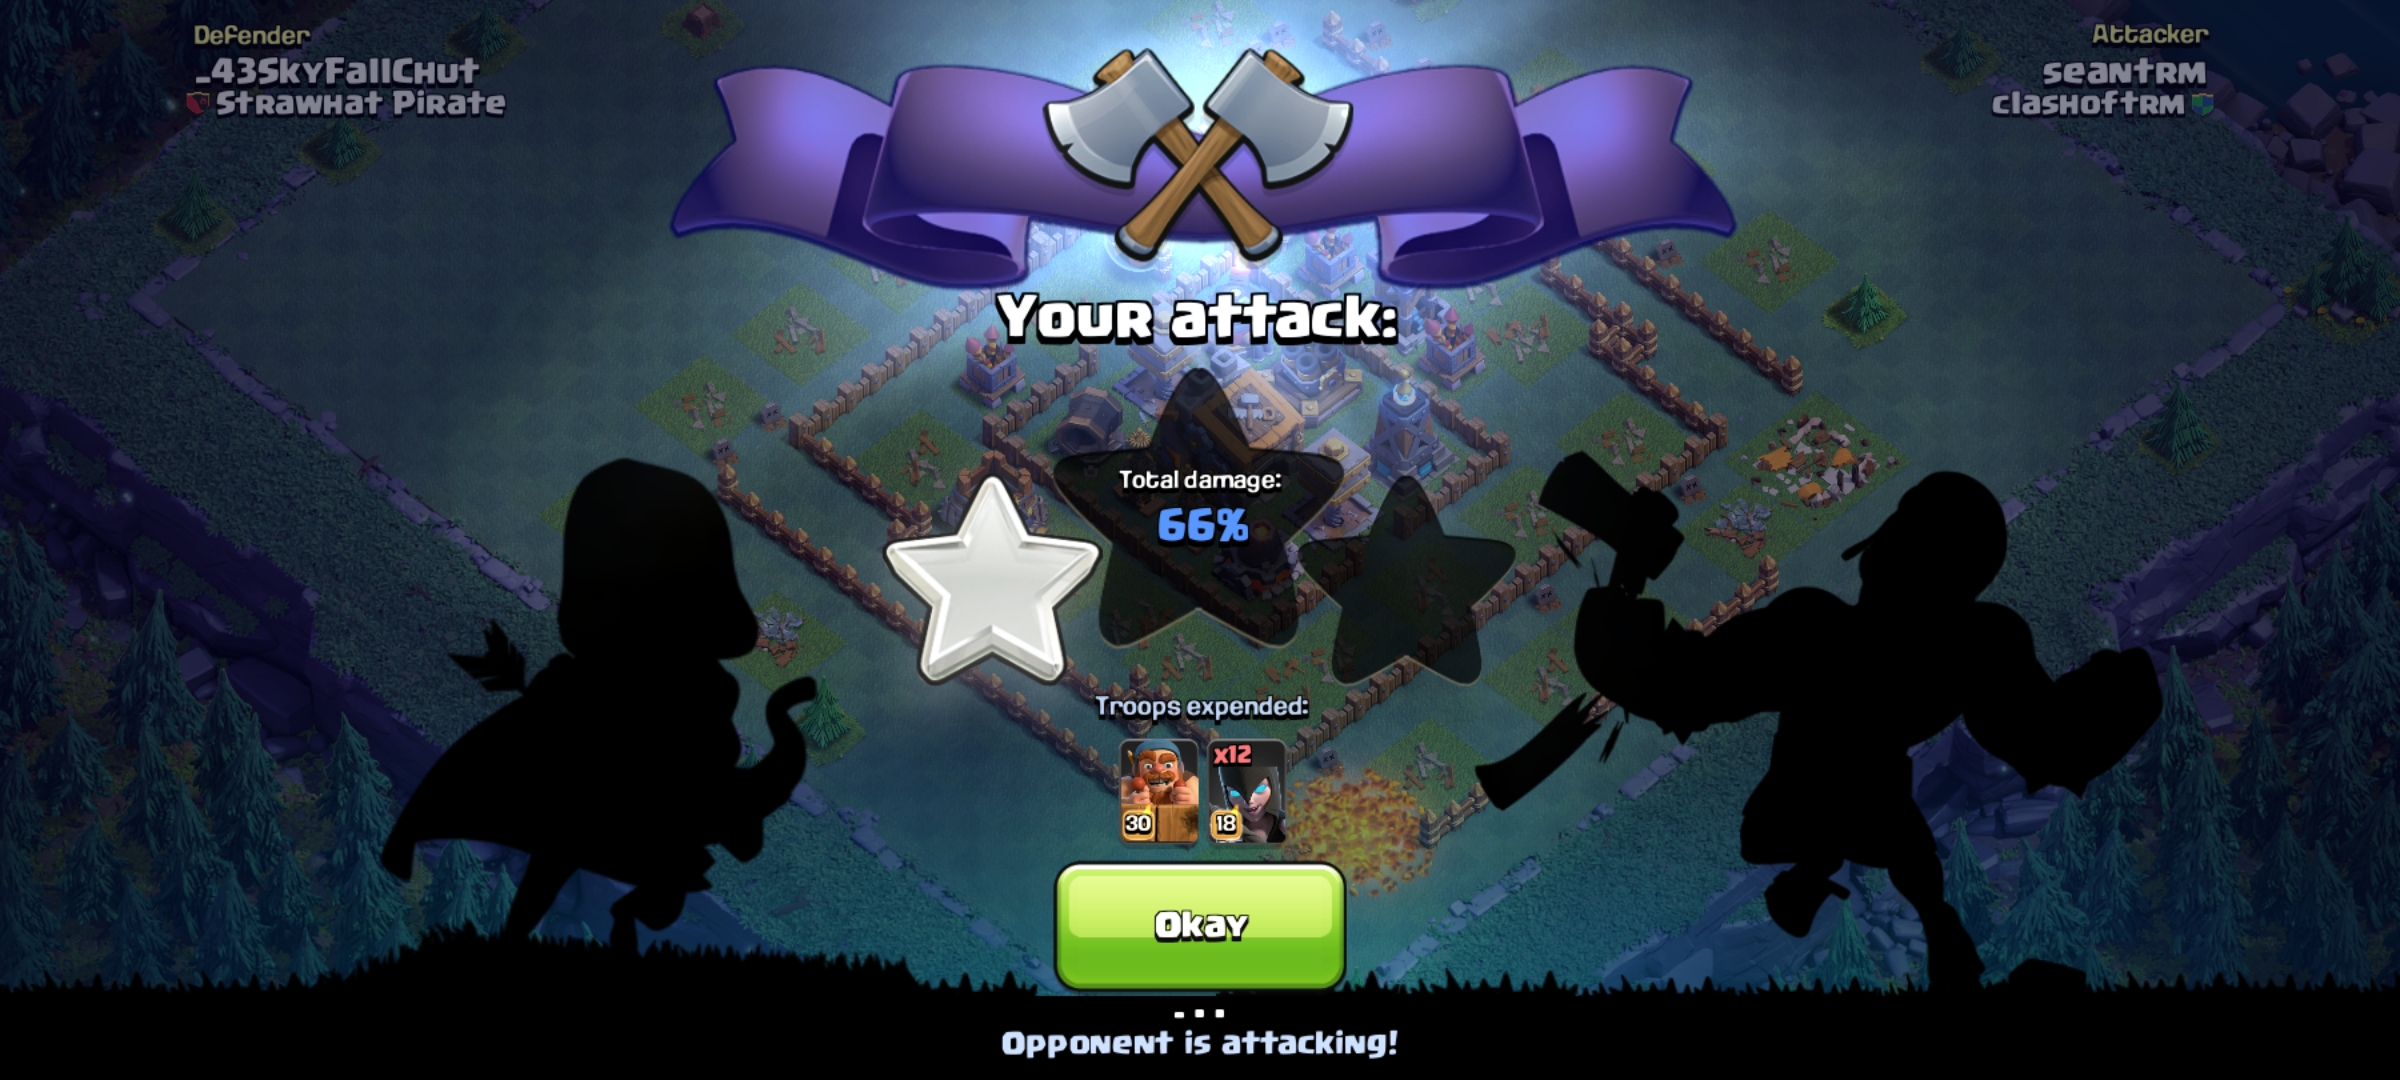 Defender
_43SkyFallChut
Strawhat Pirate
Attacker
seantrm
clashoftrm
Your attack:
Total damage:
66%
Troops expended:
x12
30
18
Okay
...
Opponent is attacking!